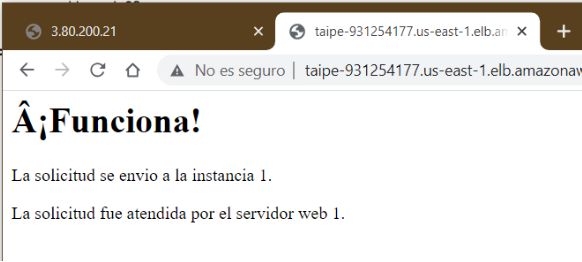 3.80.200.21
taipe-931254177.us-east-1.elb.am
No es seguro | taipe-931254177.us-east-1.elb.amazonaw
Â¡Funciona!
La solicitud se envio a la instancia 1.
La solicitud fue atendida por el servidor web 1.